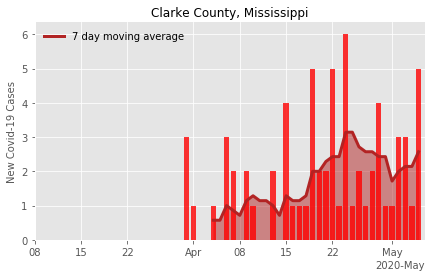 Clarke County, Mississippi
7 day moving average
New Covid-19 Cases
6
5
4
3
2
1
0
08 15 22 Apr 08 15 22 May
2020-May